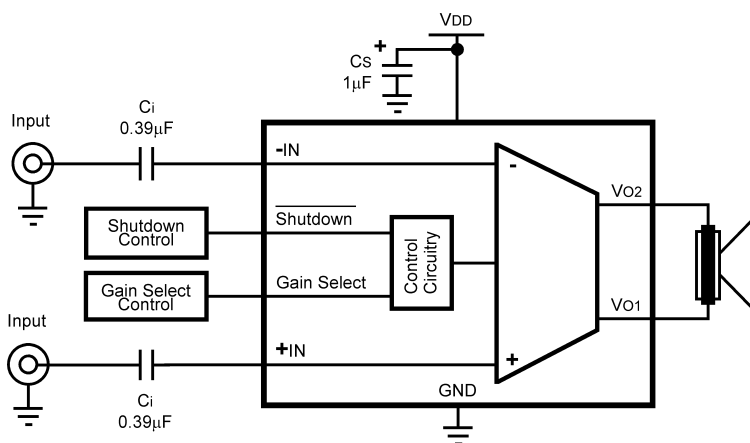 VDD
+
Cs
1µF
Input
Ci
0.39µF
-IN
-
Shutdown
Control
Shutdown
Control
Circuitry
VO2
Gain Select
Control
Gain Select
VO1
Input
+IN
+
Ci
0.39µF
GND